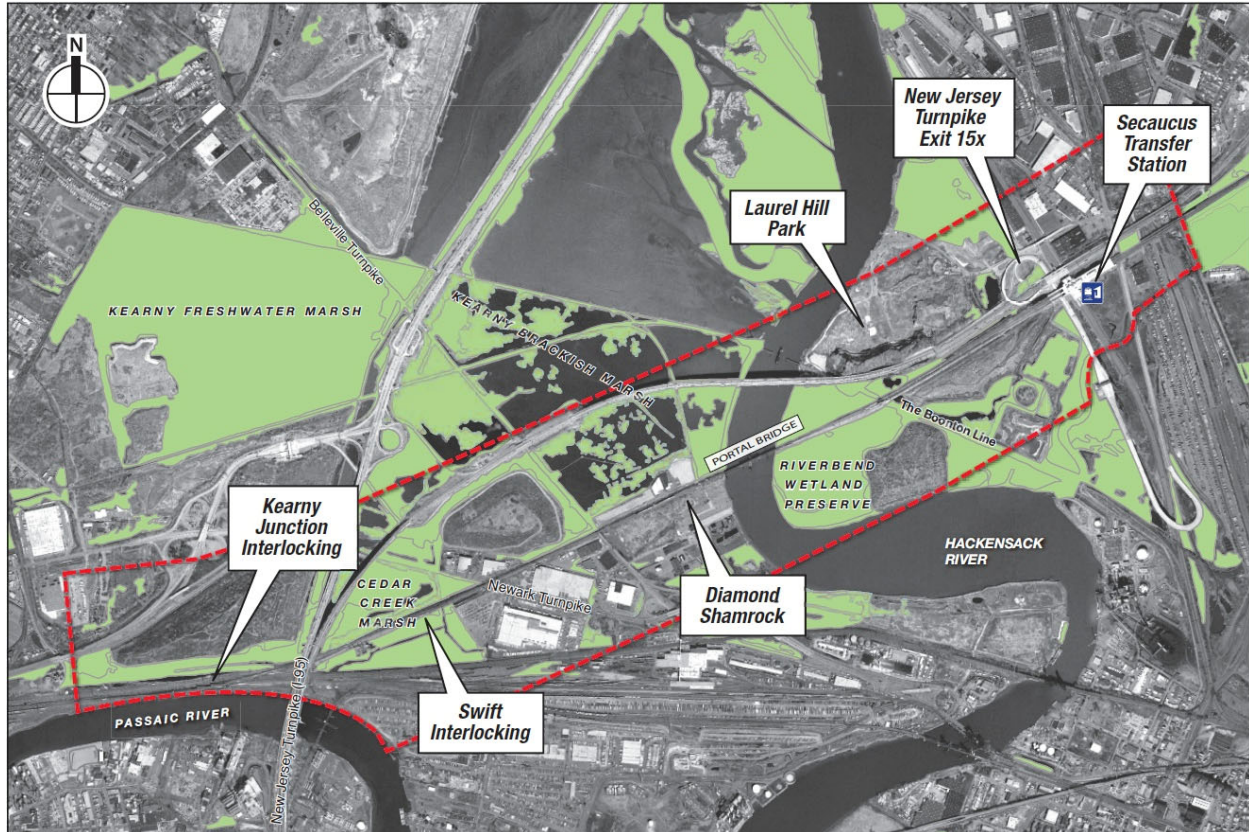 N
New Jersey
Turnpike
Exit 15x
Secaucus
Transfer
Station
Laurel Hill
Park
Belleville Turnpike
KEARNY FRESHWATER MARSH
KEARNY BRACKISH MARSH
The Boonton Line
PORTAL BRIDGE
RIVERBEND
WETLAND
PRESERVE
Kearny
Junction
Interlocking
HACKENSACK
RIVER
CEDAR
CREEK
MARSH
Newark Turnpike
Diamond
Shamrock
Swift
Interlocking
PASSAIC RIVER
New Jersey Turnpike (I-95)